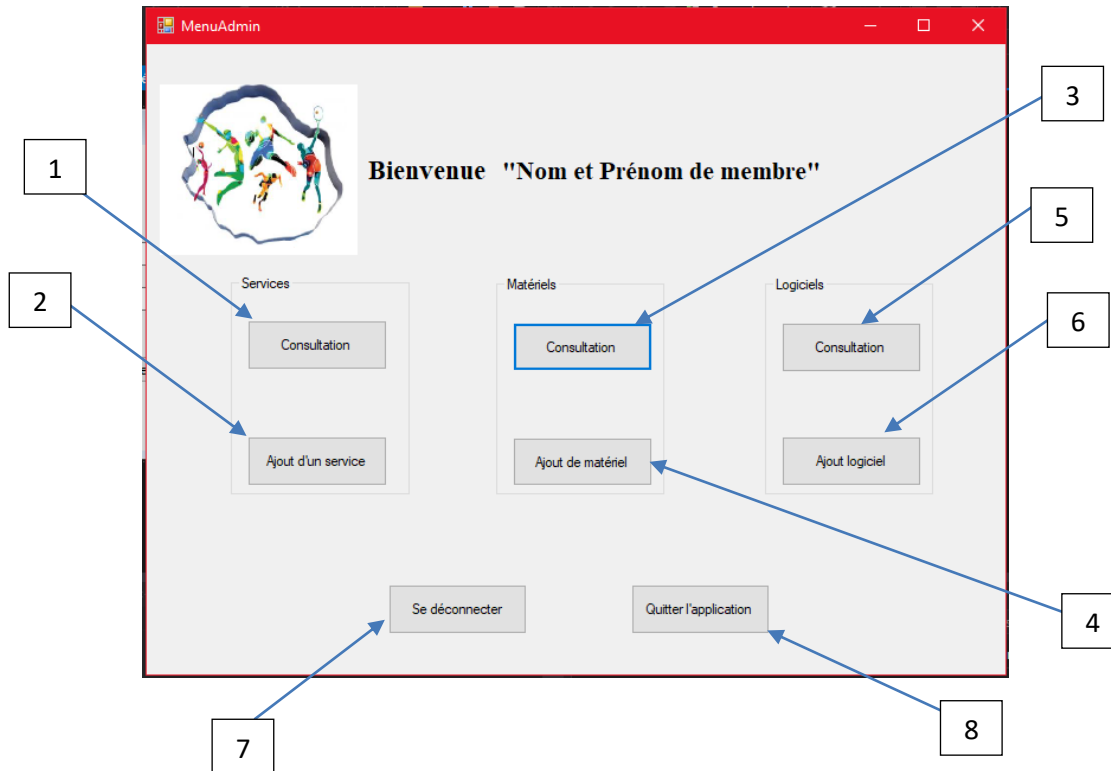 MenuAdmin
3
1
Bienvenue "Nom et Prénom de membre"
5
2
Services
Matériels
Logiciels
6
Consultation
Consultation
Consultation
Ajout d'un service
Ajout de matériel
Ajout logiciel
Se déconnecter
Quitter l'application
4
7
8